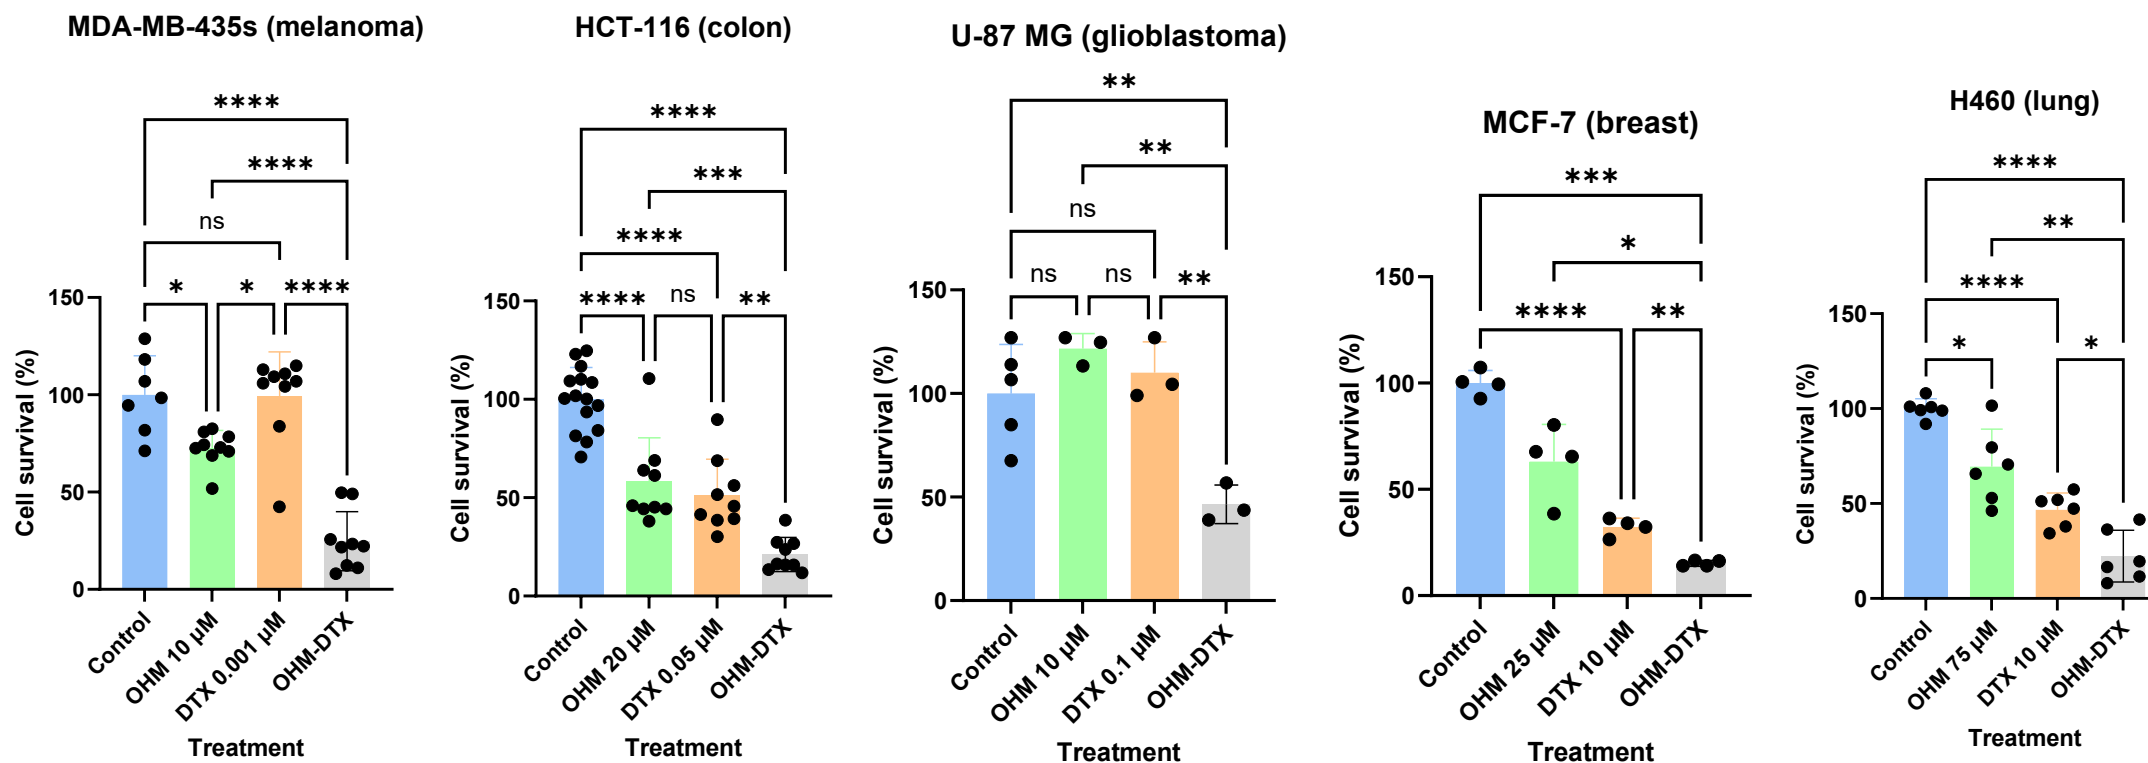 MDA-MB-435s (melanoma)
****
****
ns
*
*
****
150
100
50
0
Cell survival (%)
Control
OHM 10 µM
DTX 0.001 µM
OHM-DTX
Treatment
HCT-116 (colon)
****
***
****
****
ns
**
150
100
50
0
Cell survival (%)
Control
OHM 20 µM
DTX 0.05 µM
OHM-DTX
Treatment
U-87 MG (glioblastoma)
**
**
ns
ns
ns
**
150
100
50
0
Cell survival (%)
Control
OHM 10 µM
DTX 0.1 µM
OHM-DTX
Treatment
MCF-7 (breast)
***
*
****
**
150
100
50
0
Cell survival (%)
Control
OHM 25 µM
DTX 10 µM
OHM-DTX
Treatment
H460 (lung)
****
**
****
*
*
150
100
50
0
Cell survival (%)
Control
OHM 75 µM
DTX 10 µM
OHM-DTX
Treatment